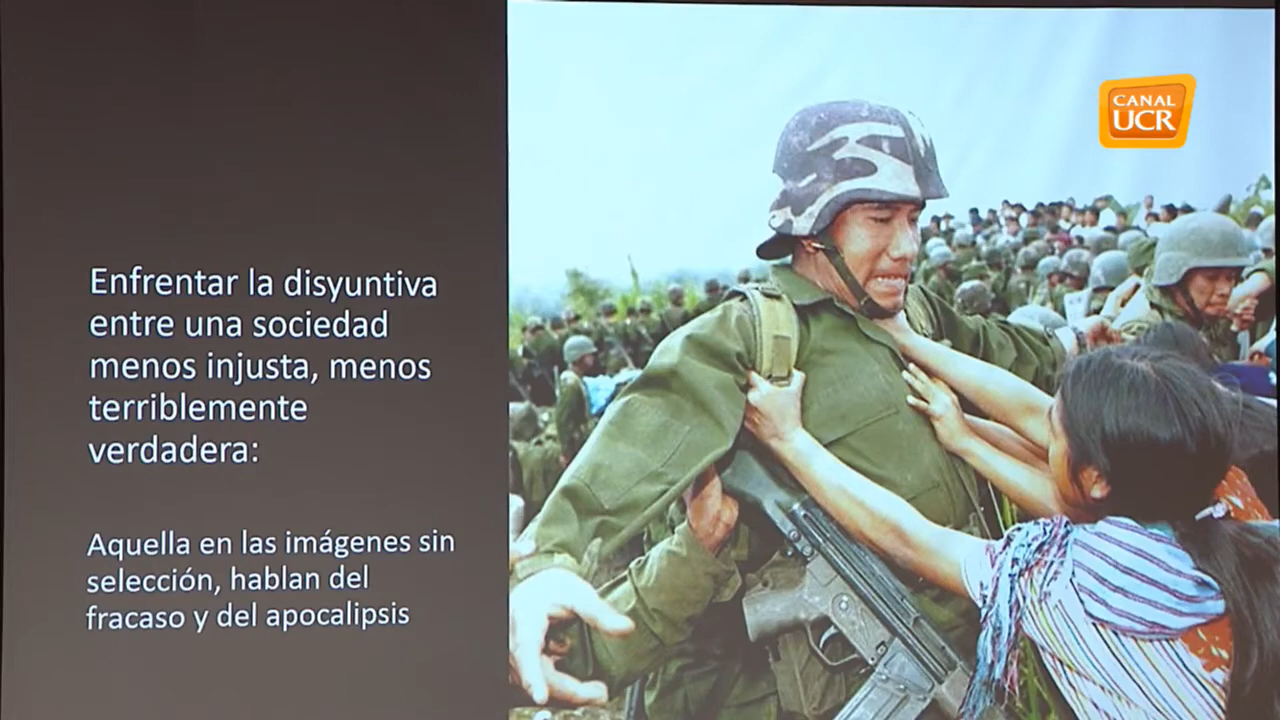 CANAL
UCR
Enfrentar la disyuntiva
entre una sociedad
menos injusta, menos
terriblemente
verdadera:
Aquella en las imágenes sin
selección, hablan del
fracaso y del apocalipsis